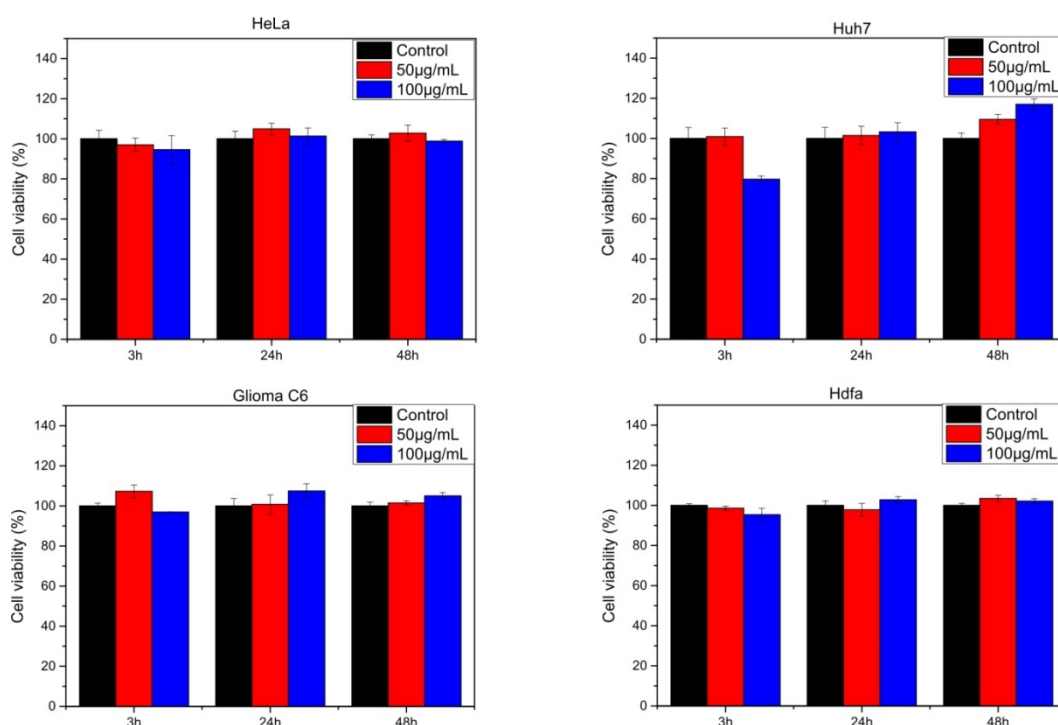 HeLa
Control
50µg/mL
100µg/mL
Cell viability (%)
140
120
100
80
60
40
20
0
3h
24h
48h
Huh7
Control
50µg/mL
100µg/mL
Cell viability (%)
140
120
100
80
60
40
20
0
3h
24h
48h
Glioma C6
Control
50µg/mL
100µg/mL
Cell viability (%)
140
120
100
80
60
40
20
0
3h
24h
48h
Hdfa
Control
50µg/mL
100µg/mL
Cell viability (%)
140
120
100
80
60
40
20
0
3h
24h
48h